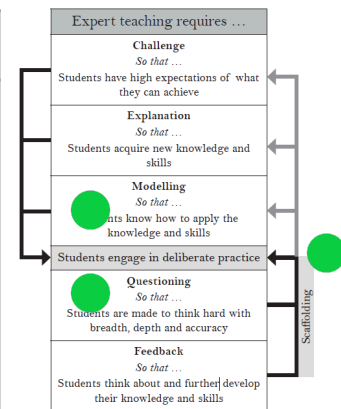 Expert teaching requires …
Challenge
So that …
Students have high expectations of what
they can achieve
Explanation
So that …
Students acquire new knowledge and
skills
Modelling
So that …
nts know how to apply the
knowledge and skills
Students engage in deliberate practice
Questioning
So that …
Students are made to think hard with
breadth, depth and accuracy
Feedback
So that …
Students think about and further develop
their knowledge and skills
Scaffolding